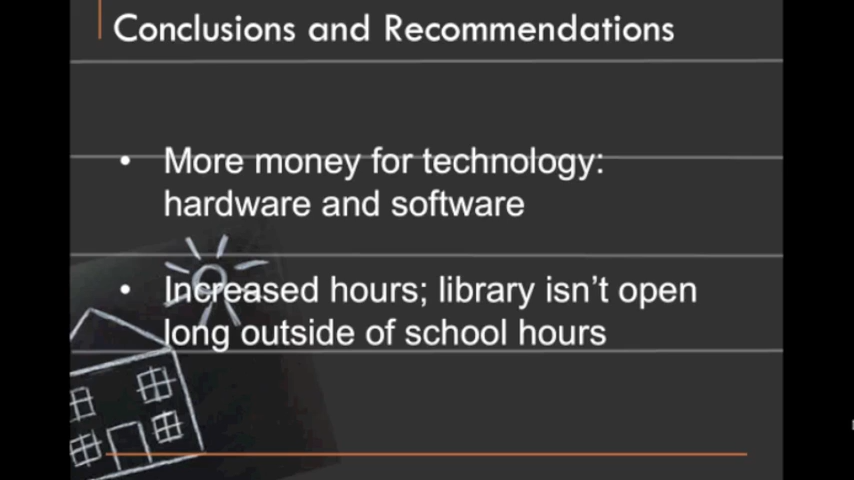 Conclusions and Recommendations
• More money for technology:
hardware and software
• Increased hours; library isn't open
long outside of school hours